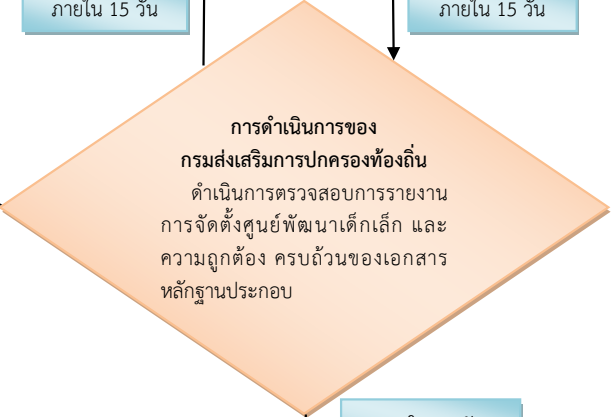 ภายใน 15 วัน
ภายใน 15 วัน
การดำเนินการของ
กรมส่งเสริมการปกครองท้องถิ่น
ดำเนินการตรวจสอบการรายงาน
การจัดตั้งศูนย์พัฒนาเด็กเล็ก และ
ความถูกต้อง ครบถ้วนของเอกสาร
หลักฐานประกอบ